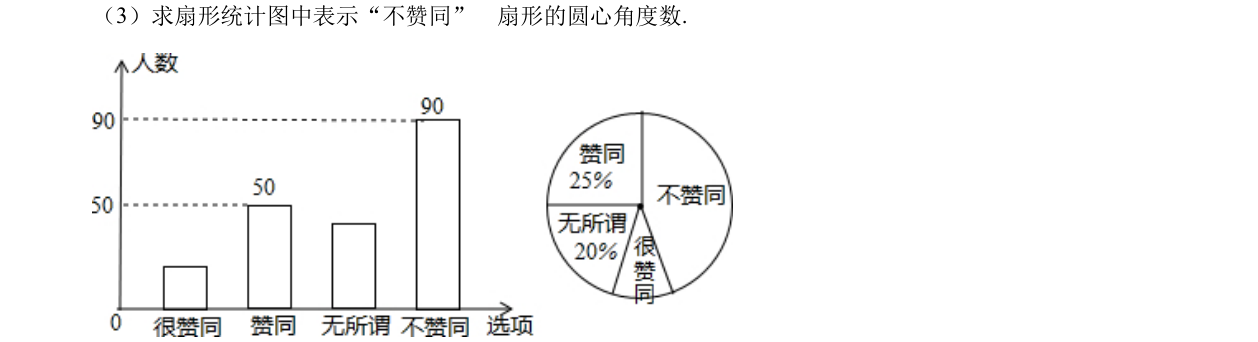 （3）求扇形统计图中表示“不赞同” 扇形的圆心角度数.
人数
90
90
50
50
0
很赞同 赞同 无所谓 不赞同 选项
赞同
25%
不赞同
无所谓
20%
很
赞
同